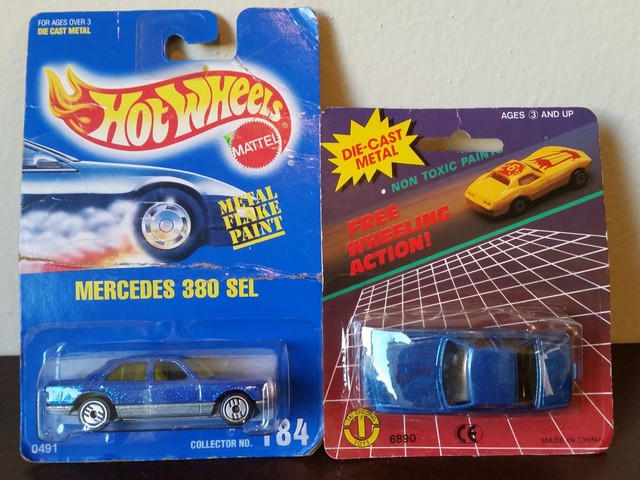 FOR AGES OVER 3
DIE CAST METAL
HOT WHEELS
MATTEL
METAL
FLAKE
PAINT
MERCEDES 380 SEL
0491
COLLECTOR NO. 184
AGES 3 AND UP
DIE-CAST
METAL
NON TOXIC PAINT
FREE
WHEELING
ACTION!
TOYS
6890
CE
MADE IN CHINA